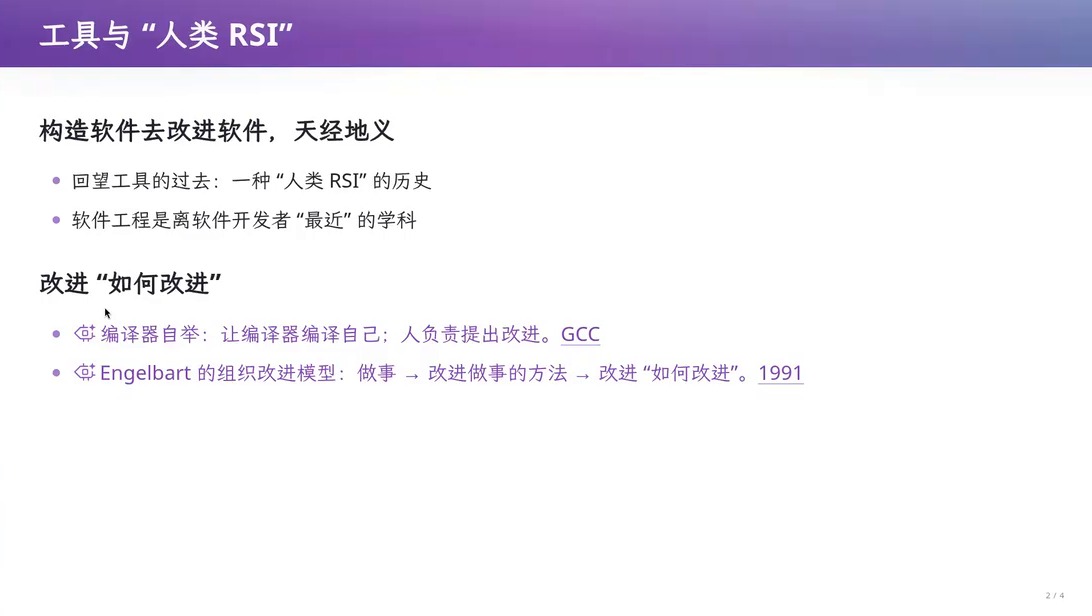 工具与 “人类 RSI”
构造软件去改进软件，天经地义
回望工具的过去：一种 “人类 RSI” 的历史
软件工程是离软件开发者 “最近” 的学科
改进 “如何改进”
编译器自举：让编译器编译自己；人负责提出改进。GCC
Engelbart 的组织改进模型：做事 → 改进做事的方法 → 改进 “如何改进”。1991
2 / 4